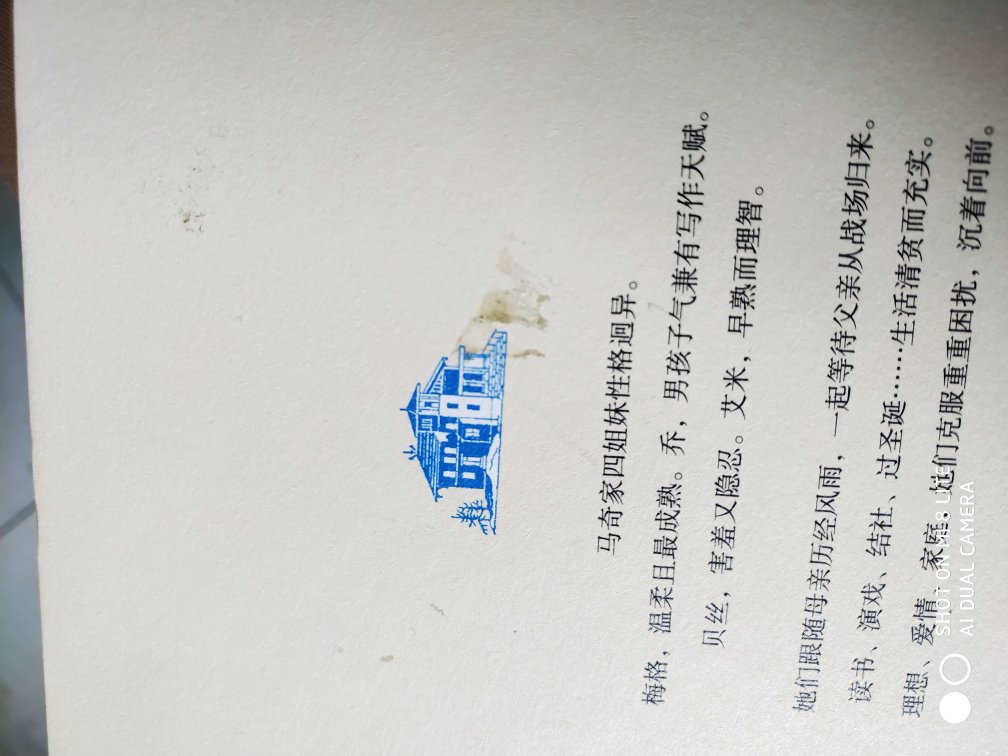 马奇家四姐妹性格迥异。
梅格，温柔且最成熟。乔，男孩子气兼有写作天赋。
贝丝，害羞又隐忍。艾米，早熟而理智。
她们跟随母亲历经风雨，一起等待父亲从战场归来。
读书、演戏、结社、过圣诞……生活清贫而充实。
理想、爱情、家庭。她们克服重重困扰，沉着向前。
SHOT ON MI 8 LITE
AI DUAL CAMERA